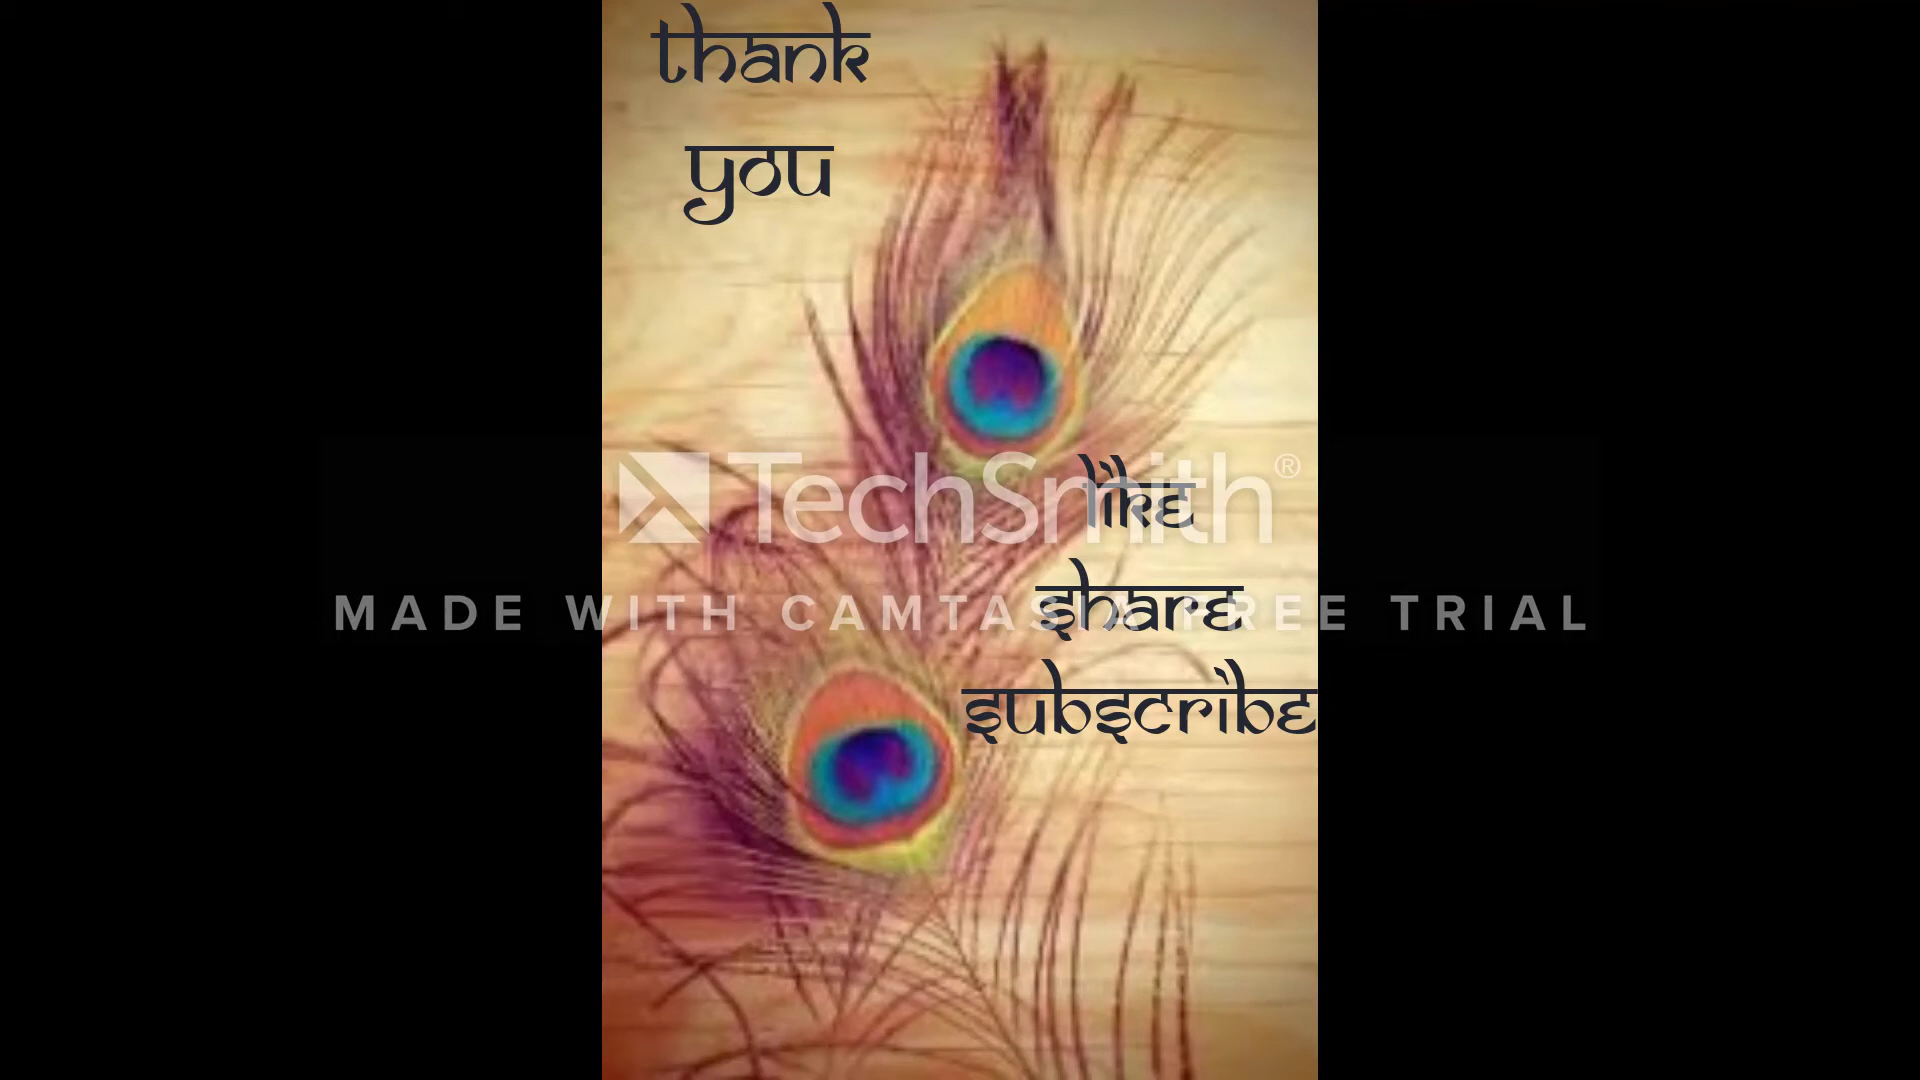 thank
you
TechSmith®
like
MADE WITH CAMTASIA FREE TRIAL
share
subscribe